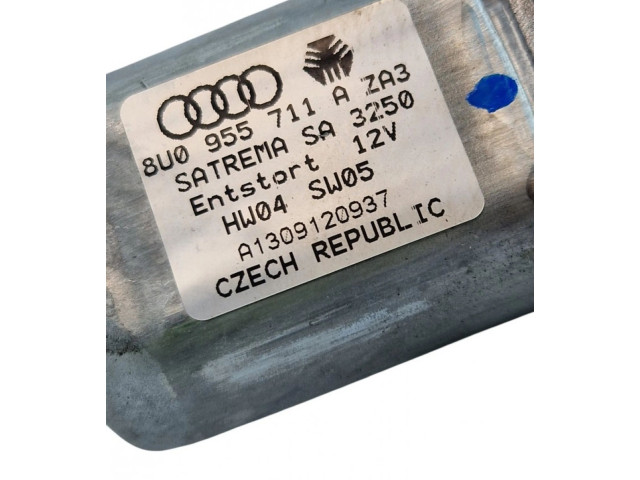 8U0 955 711 A ZA3
SATREMA SA 3250
Entstort 12V
HW04 SW05
A1309120937
CZECH REPUBLIC